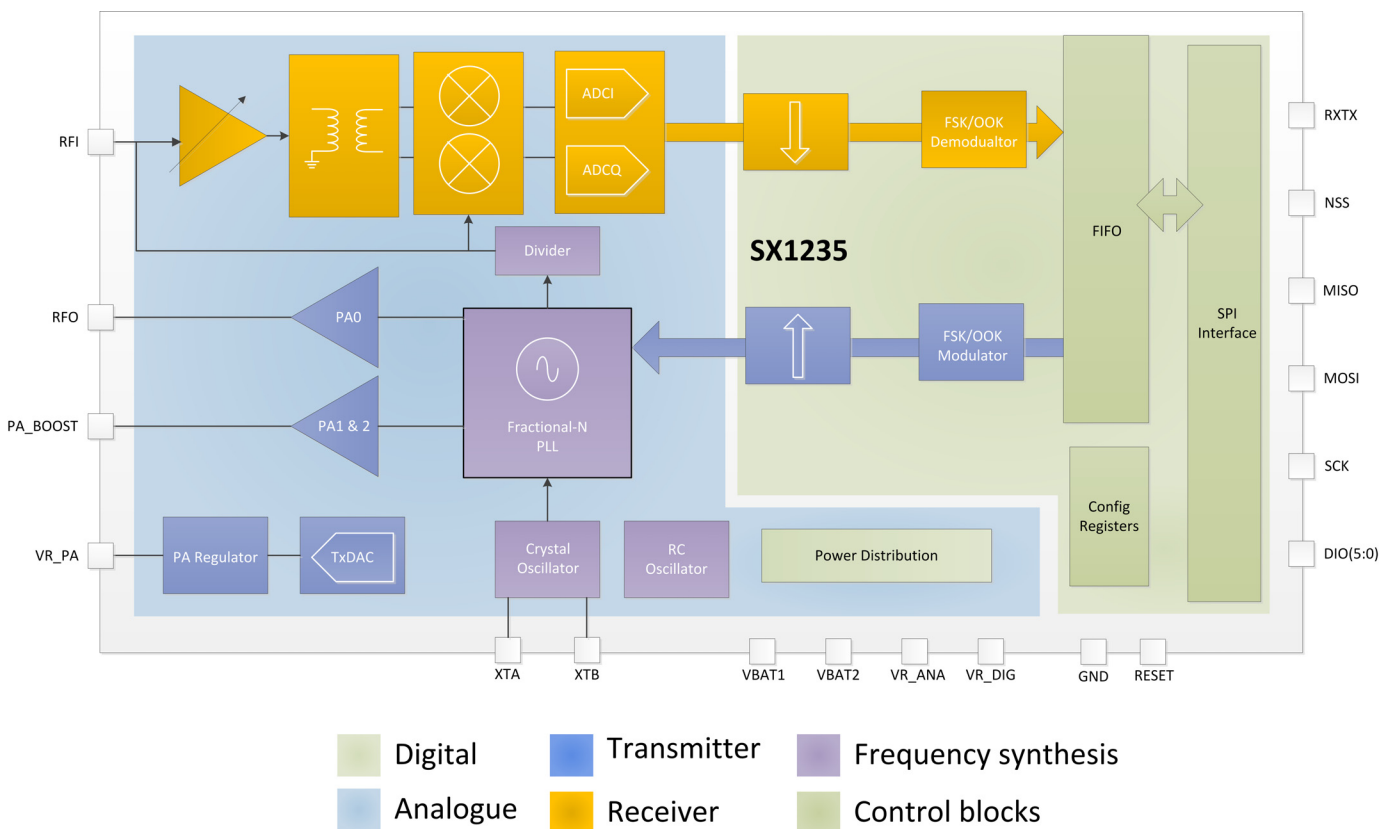 ADCI
ADCQ
FSK/OOK
Demodualtor
RFI
RXTX
NSS
FIFO
SX1235
Divider
MISO
RFO
PA0
FSK/OOK
Modulator
SPI
Interface
MOSI
PA_BOOST
PA1 & 2
Fractional-N
PLL
SCK
Config
Registers
VR_PA
PA Regulator
TxDAC
Crystal
Oscillator
RC
Oscillator
Power Distribution
DIO(5:0)
XTA
XTB
VBAT1
VBAT2
VR_ANA
VR_DIG
GND
RESET
Digital
Transmitter
Frequency synthesis
Analogue
Receiver
Control blocks